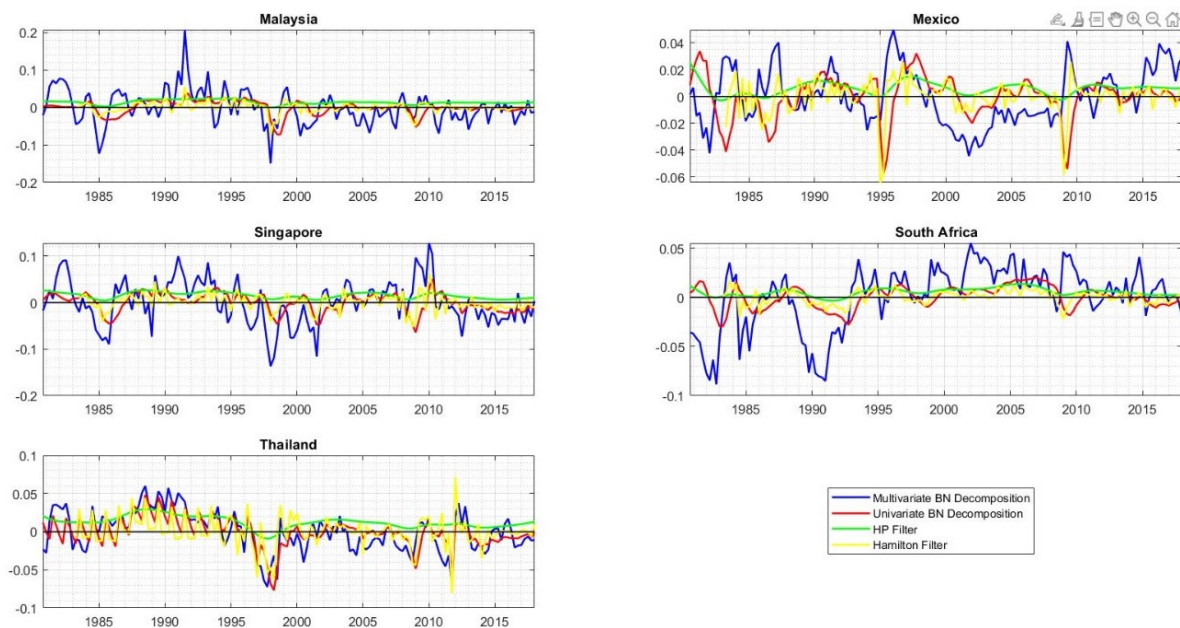 Malaysia
0.2
0.1
0
-0.1
-0.2
1985 1990 1995 2000 2005 2010 2015
Mexico
0.04
0.02
0
-0.02
-0.04
-0.06
1985 1990 1995 2000 2005 2010 2015
Singapore
0.1
0
-0.1
-0.2
1985 1990 1995 2000 2005 2010 2015
South Africa
0.05
0
-0.05
-0.1
1985 1990 1995 2000 2005 2010 2015
Thailand
0.1
0.05
0
-0.05
-0.1
1985 1990 1995 2000 2005 2010 2015
Multivariate BN Decomposition
Univariate BN Decomposition
HP Filter
Hamilton Filter